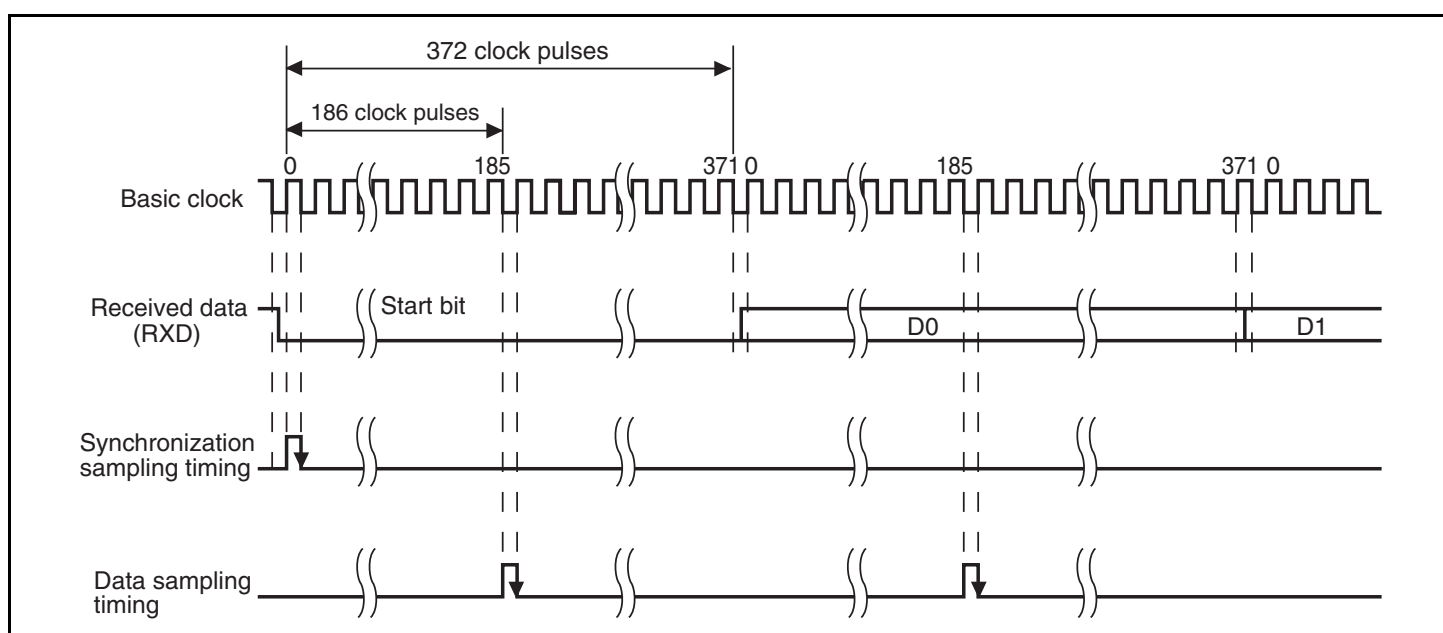 372 clock pulses
186 clock pulses
0 185 371 0 185 371 0
Basic clock
Received data
(RXD)
Start bit
D0
D1
Synchronization
sampling timing
Data sampling
timing